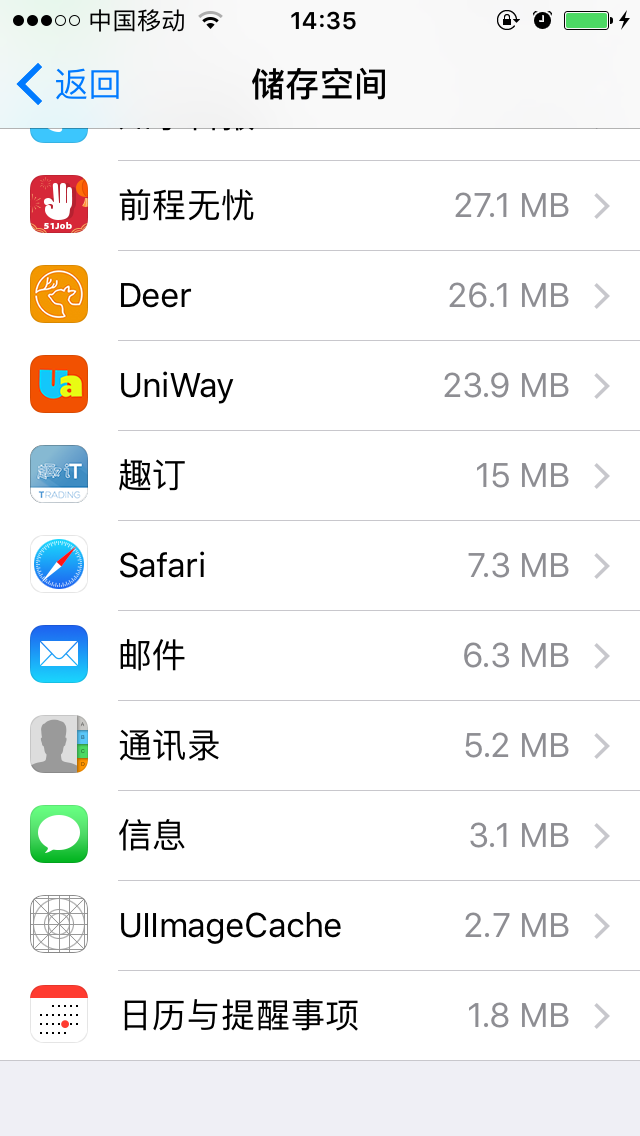 中国移动 14:35
返回 储存空间
51Job 前程无忧 27.1 MB
Deer 26.1 MB
Ua UniWay 23.9 MB
趣订 15 MB
TRADING
Safari 7.3 MB
邮件 6.3 MB
通讯录 5.2 MB
信息 3.1 MB
UIImageCache 2.7 MB
日历与提醒事项 1.8 MB